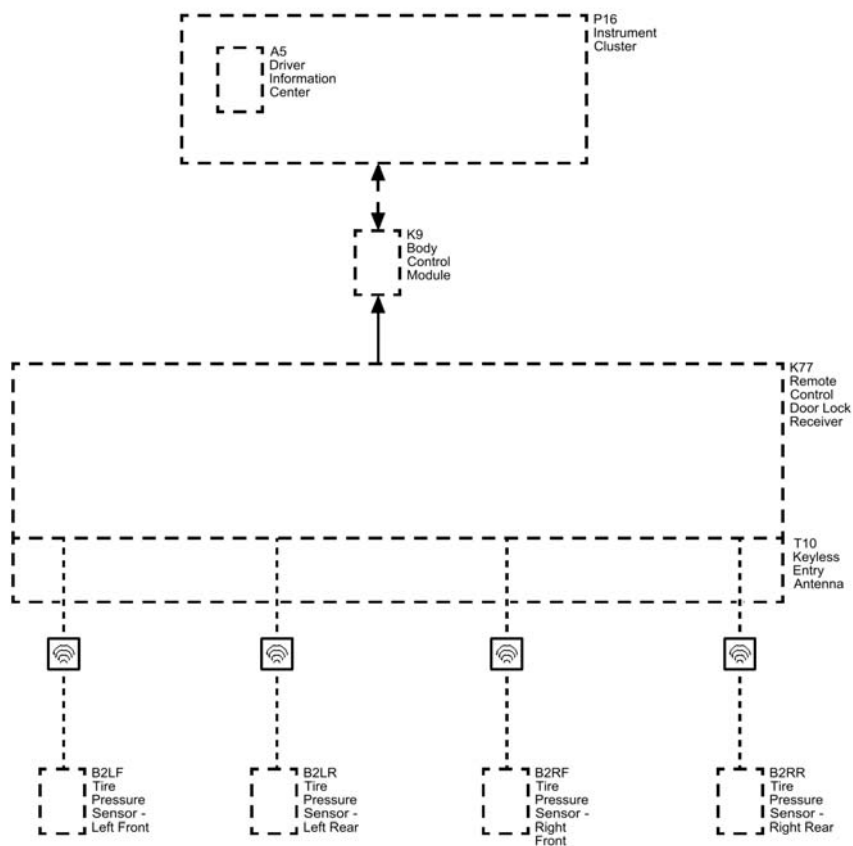 P16
Instrument
Cluster
A5
Driver
Information
Center
K9
Body
Control
Module
K77
Remote
Control
Door Lock
Receiver
T10
Keyless
Entry
Antenna
B2LF
Tire
Pressure
Sensor -
Left Front
B2LR
Tire
Pressure
Sensor -
Left Rear
B2RF
Tire
Pressure
Sensor -
Right
Front
B2RR
Tire
Pressure
Sensor -
Right Rear